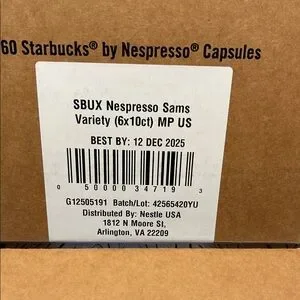 60 Starbucks® by Nespresso® Capsules
SBUX Nespresso Sams
Variety (6x10ct) MP US
BEST BY: 12 DEC 2025
0 50000 34719 3
G12505191 Batch/Lot: 42565420YU
Distributed By: Nestle USA
1812 N Moore St,
Arlington, VA 22209